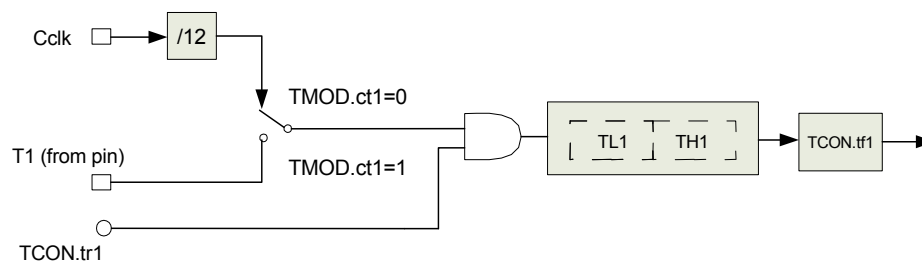 Cclk
/12
TMOD.ct1=0
T1 (from pin)
TMOD.ct1=1
TL1
TH1
TCON.tf1
TCON.tr1